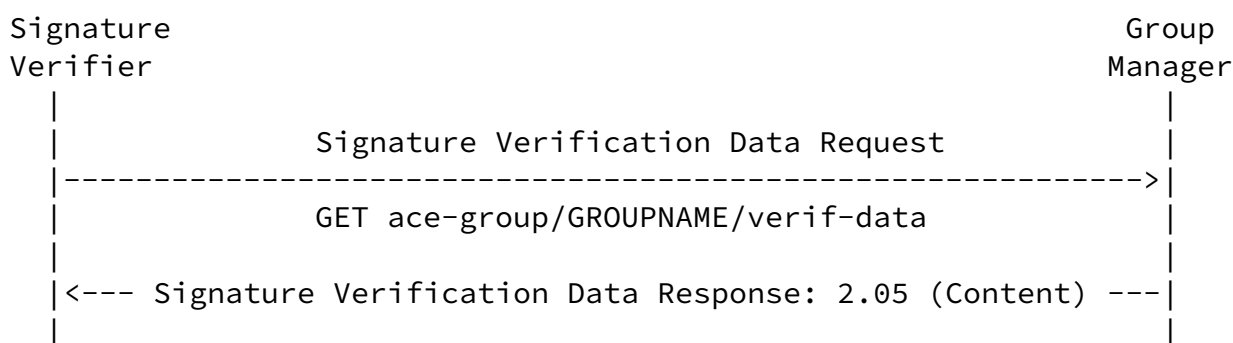 Signature Group
Verifier Manager
Signature Verification Data Request
GET ace-group/GROUPNAME/verif-data
Signature Verification Data Response: 2.05 (Content)